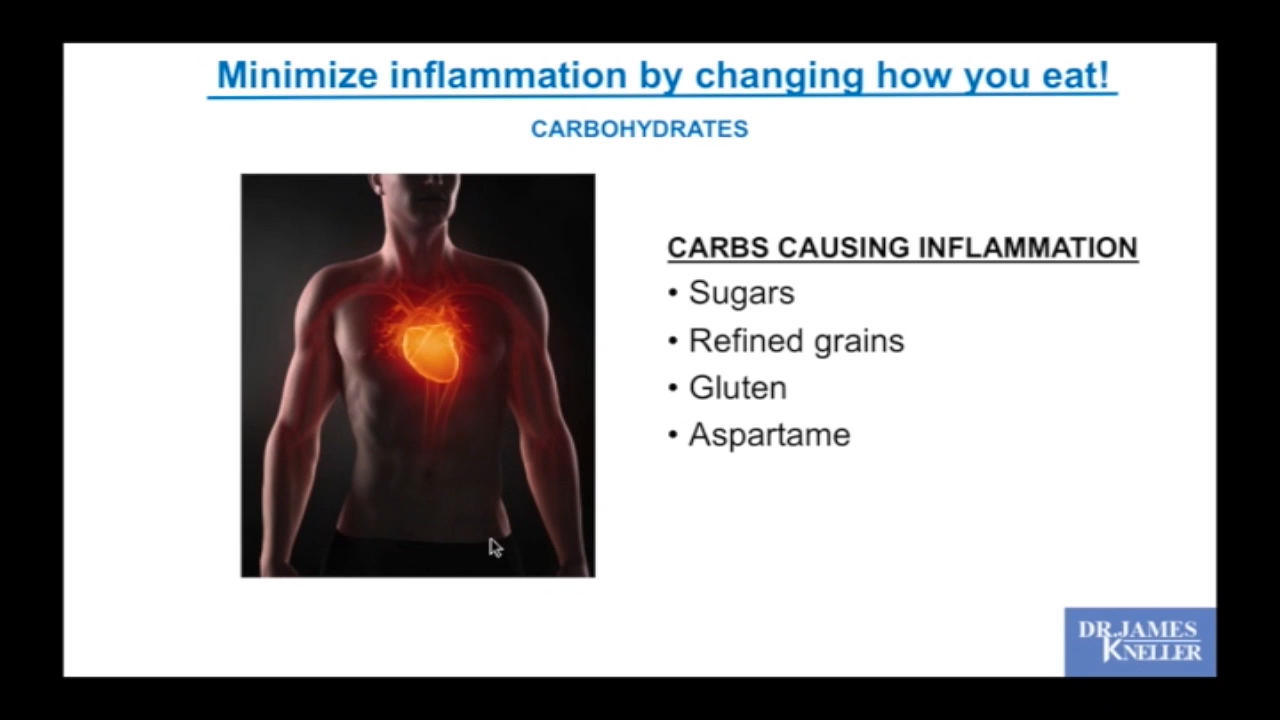 Minimize inflammation by changing how you eat!
CARBOHYDRATES
CARBS CAUSING INFLAMMATION
• Sugars
• Refined grains
• Gluten
• Aspartame
DR.JAMES
KNELLER